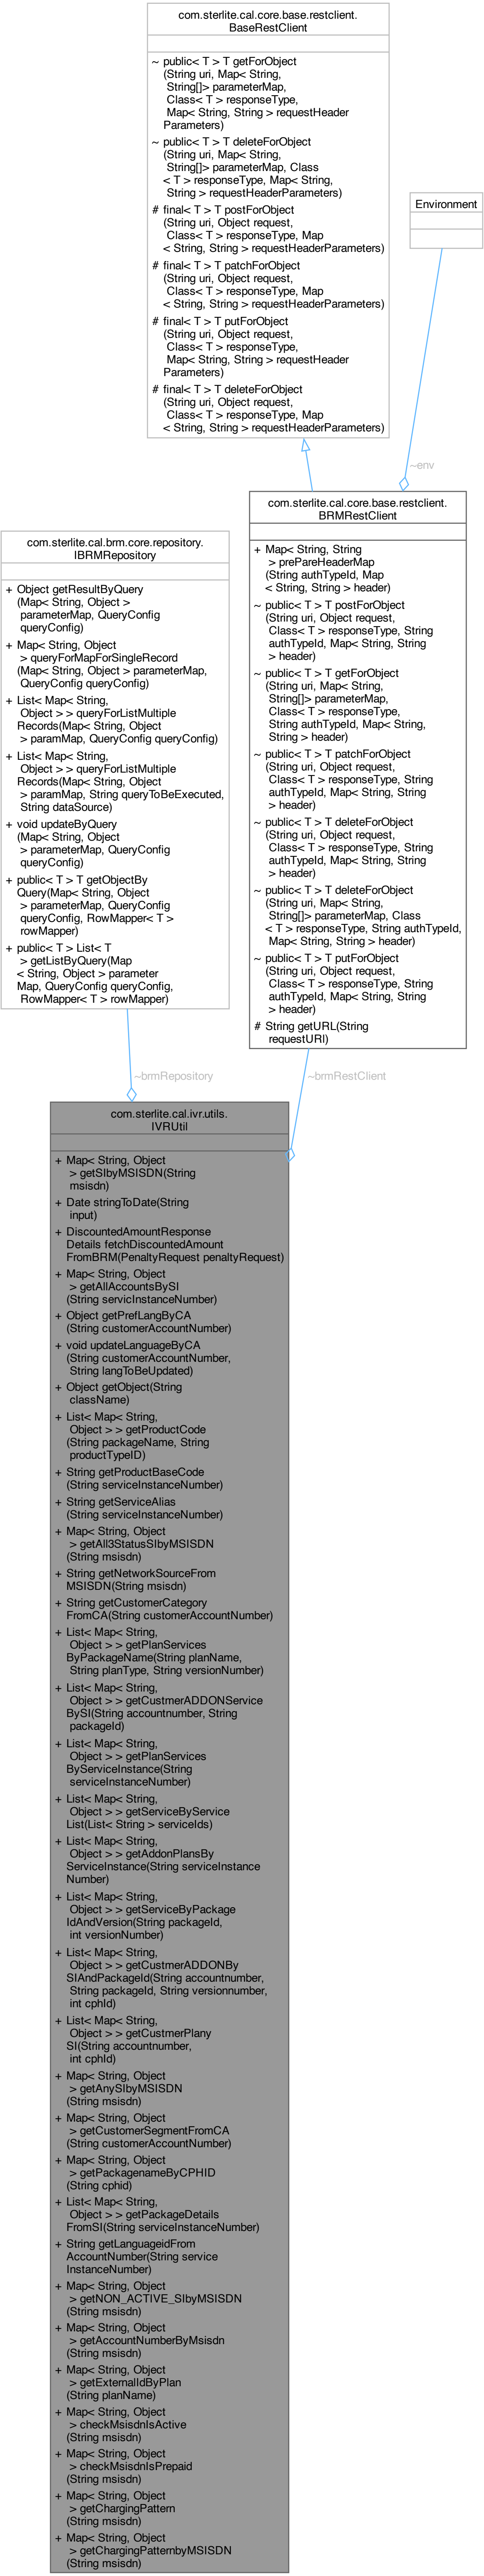 com.sterlite.cal.core.base.restclient.
BaseRestClient
~ public< T > T getForObject
(String uri, Map< String,
String[]> parameterMap,
Class< T > responseType,
Map< String, String > requestHeader
Parameters)
~ public< T > T deleteForObject
(String uri, Map< String,
String[]> parameterMap, Class
< T > responseType, Map< String,
String > requestHeaderParameters)
# final< T > T postForObject
(String uri, Object request,
Class< T > responseType, Map
< String, String > requestHeaderParameters)
# final< T > T patchForObject
(String uri, Object request,
Class< T > responseType, Map
< String, String > requestHeaderParameters)
# final< T > T putForObject
(String uri, Object request,
Class< T > responseType,
Map< String, String > requestHeader
Parameters)
# final< T > T deleteForObject
(String uri, Object request,
Class< T > responseType, Map
< String, String > requestHeaderParameters)
Environment
~env
com.sterlite.cal.core.base.restclient.
BRMRestClient
+ Map< String, String
> prePareHeaderMap
(String authTypeId, Map
< String, String > header)
~ public< T > T postForObject
(String uri, Object request,
Class< T > responseType, String
authTypeId, Map< String, String
> header)
~ public< T > T getForObject
(String uri, Map< String,
String[]> parameterMap,
Class< T > responseType,
String authTypeId, Map< String,
String > header)
~ public< T > T patchForObject
(String uri, Object request,
Class< T > responseType, String
authTypeId, Map< String, String
> header)
~ public< T > T deleteForObject
(String uri, Object request,
Class< T > responseType, String
authTypeId, Map< String, String
> header)
~ public< T > T deleteForObject
(String uri, Map< String,
String[]> parameterMap, Class
< T > responseType, String authTypeId,
Map< String, String > header)
~ public< T > T putForObject
(String uri, Object request,
Class< T > responseType, String
authTypeId, Map< String, String
> header)
# String getURL(String
requestURI)
com.sterlite.cal.brm.core.repository.
IBRMRepository
+ Object getResultByQuery
(Map< String, Object >
parameterMap, QueryConfig
queryConfig)
+ Map< String, Object
> queryForMapForSingleRecord
(Map< String, Object > parameterMap,
QueryConfig queryConfig)
+ List< Map< String,
Object > > queryForListMultiple
Records(Map< String, Object
> paramMap, QueryConfig queryConfig)
+ List< Map< String,
Object > > queryForListMultiple
Records(Map< String, Object
> paramMap, String queryToBeExecuted,
String dataSource)
+ void updateByQuery
(Map< String, Object
> parameterMap, QueryConfig
queryConfig)
+ public< T > T getObjectBy
Query(Map< String, Object
> parameterMap, QueryConfig
queryConfig, RowMapper< T >
rowMapper)
+ public< T > List< T
> getListByQuery(Map
< String, Object > parameter
Map, QueryConfig queryConfig,
RowMapper< T > rowMapper)
~brmRepository
~brmRestClient
com.sterlite.cal.ivr.utils.
IVRUtil
+ Map< String, Object
> getSIbyMSISDN(String
msisdn)
+ Date stringToDate(String
input)
+ DiscountedAmountResponse
Details fetchDiscountedAmount
FromBRM(PenaltyRequest penaltyRequest)
+ Map< String, Object
> getAllAccountsBySI
(String servicInstanceNumber)
+ Object getPrefLangByCA
(String customerAccountNumber)
+ void updateLanguageByCA
(String customerAccountNumber,
String langToBeUpdated)
+ Object getObject(String
className)
+ List< Map< String,
Object > > getProductCode
(String packageName, String
productTypeID)
+ String getProductBaseCode
(String serviceInstanceNumber)
+ String getServiceAlias
(String serviceInstanceNumber)
+ Map< String, Object
> getAll3StatusSIbyMSISDN
(String msisdn)
+ String getNetworkSourceFrom
MSISDN(String msisdn)
+ String getCustomerCategory
FromCA(String customerAccountNumber)
+ List< Map< String,
Object > > getPlanServices
ByPackageName(String planName,
String planType, String versionNumber)
+ List< Map< String,
Object > > getCustmerADDONService
BySI(String accountnumber, String
packageId)
+ List< Map< String,
Object > > getPlanServices
ByServiceInstance(String
serviceInstanceNumber)
+ List< Map< String,
Object > > getServiceByService
List(List< String > serviceIds)
+ List< Map< String,
Object > > getAddonPlansBy
ServiceInstance(String serviceInstance
Number)
+ List< Map< String,
Object > > getServiceByPackage
IdAndVersion(String packageId,
int versionNumber)
+ List< Map< String,
Object > > getCustmerADDONBy
SIAndPackageId(String accountnumber,
String packageId, String versionnumber,
int cphId)
+ List< Map< String,
Object > > getCustmerPlany
SI(String accountnumber,
int cphId)
+ Map< String, Object
> getAnySIbyMSISDN
(String msisdn)
+ Map< String, Object
> getCustomerSegmentFromCA
(String customerAccountNumber)
+ Map< String, Object
> getPackagenameByCPHID
(String cphid)
+ List< Map< String,
Object > > getPackageDetails
FromSI(String serviceInstanceNumber)
+ String getLanguageidFrom
AccountNumber(String service
InstanceNumber)
+ Map< String, Object
> getNON_ACTIVE_SIbyMSISDN
(String msisdn)
+ Map< String, Object
> getAccountNumberByMsisdn
(String msisdn)
+ Map< String, Object
> getExternalIdByPlan
(String planName)
+ Map< String, Object
> checkMsisdnIsActive
(String msisdn)
+ Map< String, Object
> checkMsisdnIsPrepaid
(String msisdn)
+ Map< String, Object
> getChargingPattern
(String msisdn)
+ Map< String, Object
> getChargingPatternbyMSISDN
(String msisdn)